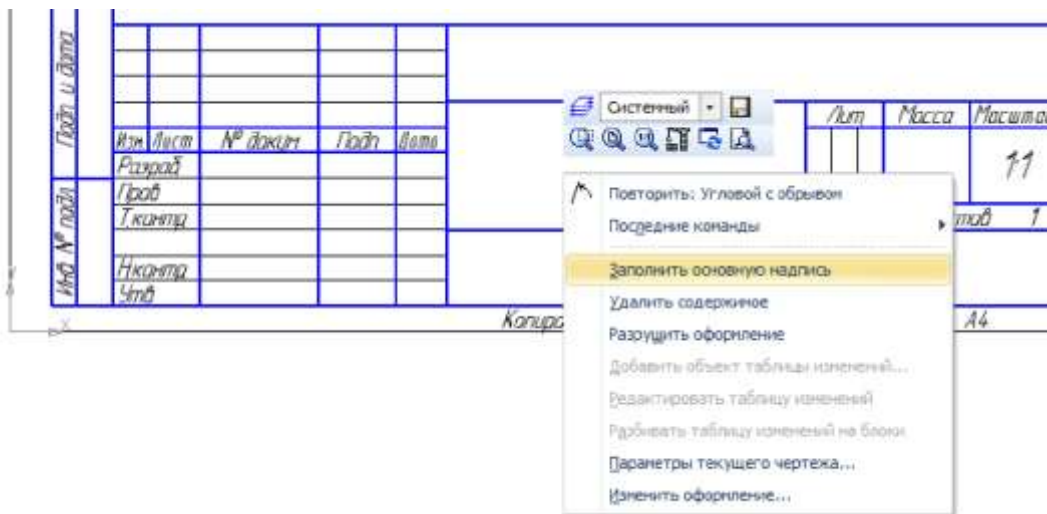 Подп и дата
Инв № подл
Изм Лист № докум Подп Дата
Разраб
Пров
Т.контр
Н.контр
Утв
Системный
Лит Масса Масштаб
1:1
1
Повторить: Угловой с обрывом
Последние команды
Заполнить основную надпись
Удалить содержимое
Разрушить оформление
Добавить объект таблицы изменений...
Редактировать таблицу изменений
Разбивать таблицу изменений на блоки
Параметры текущего чертежа...
Изменить оформление...
Копиро
A4
X